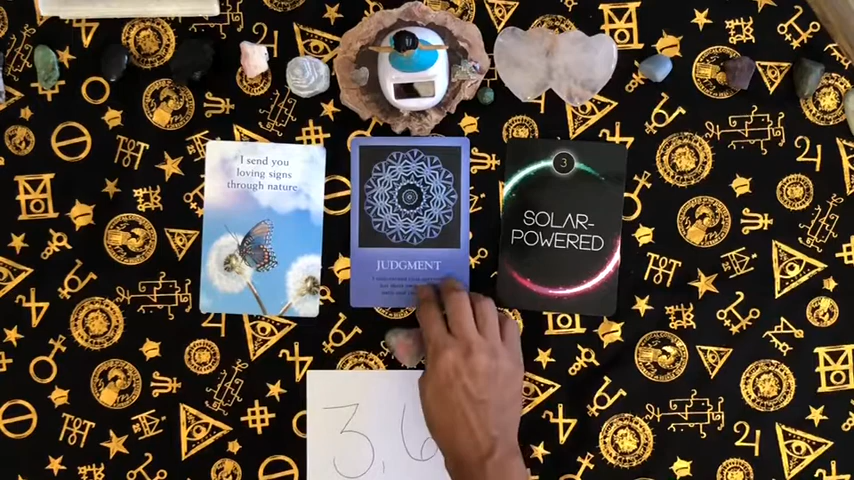 I send you
loving signs
through nature
JUDGMENT
3
SOLAR-
POWERED
3, 6